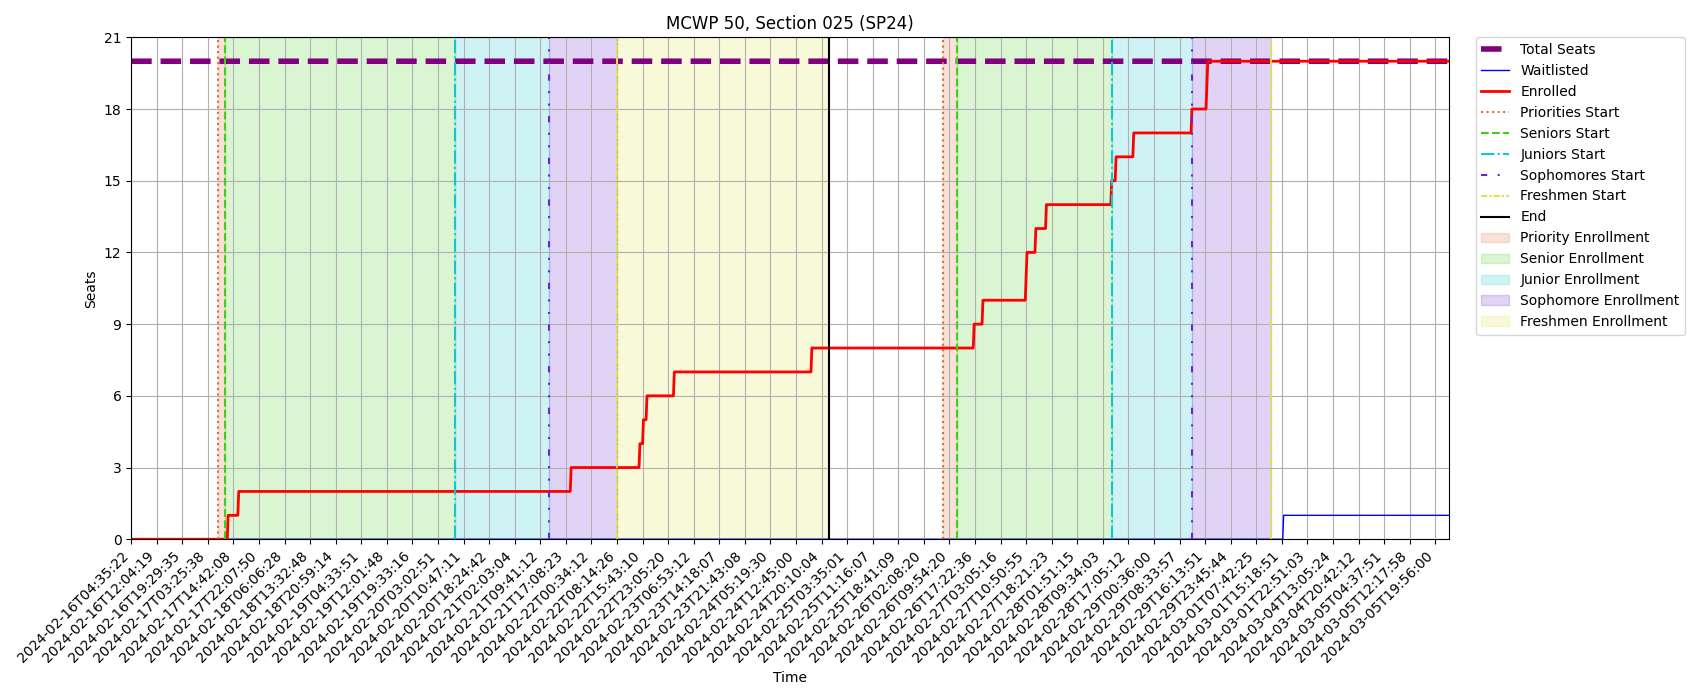 MCWP 50, Section 025 (SP24)
21
18
15
12
9
6
3
0
Seats
2024-02-16T04:35:22
2024-02-16T12:04:19
2024-02-16T19:29:35
2024-02-17T03:25:38
2024-02-17T14:42:08
2024-02-17T22:07:50
2024-02-18T06:06:28
2024-02-18T13:32:48
2024-02-18T20:59:14
2024-02-19T04:33:51
2024-02-19T12:01:48
2024-02-19T19:33:16
2024-02-20T03:02:51
2024-02-20T10:47:11
2024-02-20T18:24:42
2024-02-21T02:03:04
2024-02-21T09:41:12
2024-02-21T17:08:23
2024-02-22T00:34:12
2024-02-22T08:14:26
2024-02-22T15:43:10
2024-02-22T23:05:20
2024-02-23T06:53:12
2024-02-23T14:18:07
2024-02-23T21:43:08
2024-02-24T05:19:30
2024-02-24T12:45:00
2024-02-24T20:10:04
2024-02-25T03:35:01
2024-02-25T11:16:07
2024-02-25T18:41:09
2024-02-26T02:08:20
2024-02-26T09:54:20
2024-02-26T17:22:36
2024-02-27T03:05:16
2024-02-27T10:50:55
2024-02-27T18:21:23
2024-02-28T01:51:15
2024-02-28T09:34:03
2024-02-28T17:05:12
2024-02-29T00:36:00
2024-02-29T08:33:57
2024-02-29T16:13:51
2024-02-29T23:45:44
2024-03-01T07:42:25
2024-03-01T15:18:51
2024-03-01T22:51:03
2024-03-04T13:05:24
2024-03-04T20:42:12
2024-03-05T04:37:51
2024-03-05T12:17:58
2024-03-05T19:56:00
Time
Total Seats
Waitlisted
Enrolled
Priorities Start
Seniors Start
Juniors Start
Sophomores Start
Freshmen Start
End
Priority Enrollment
Senior Enrollment
Junior Enrollment
Sophomore Enrollment
Freshmen Enrollment